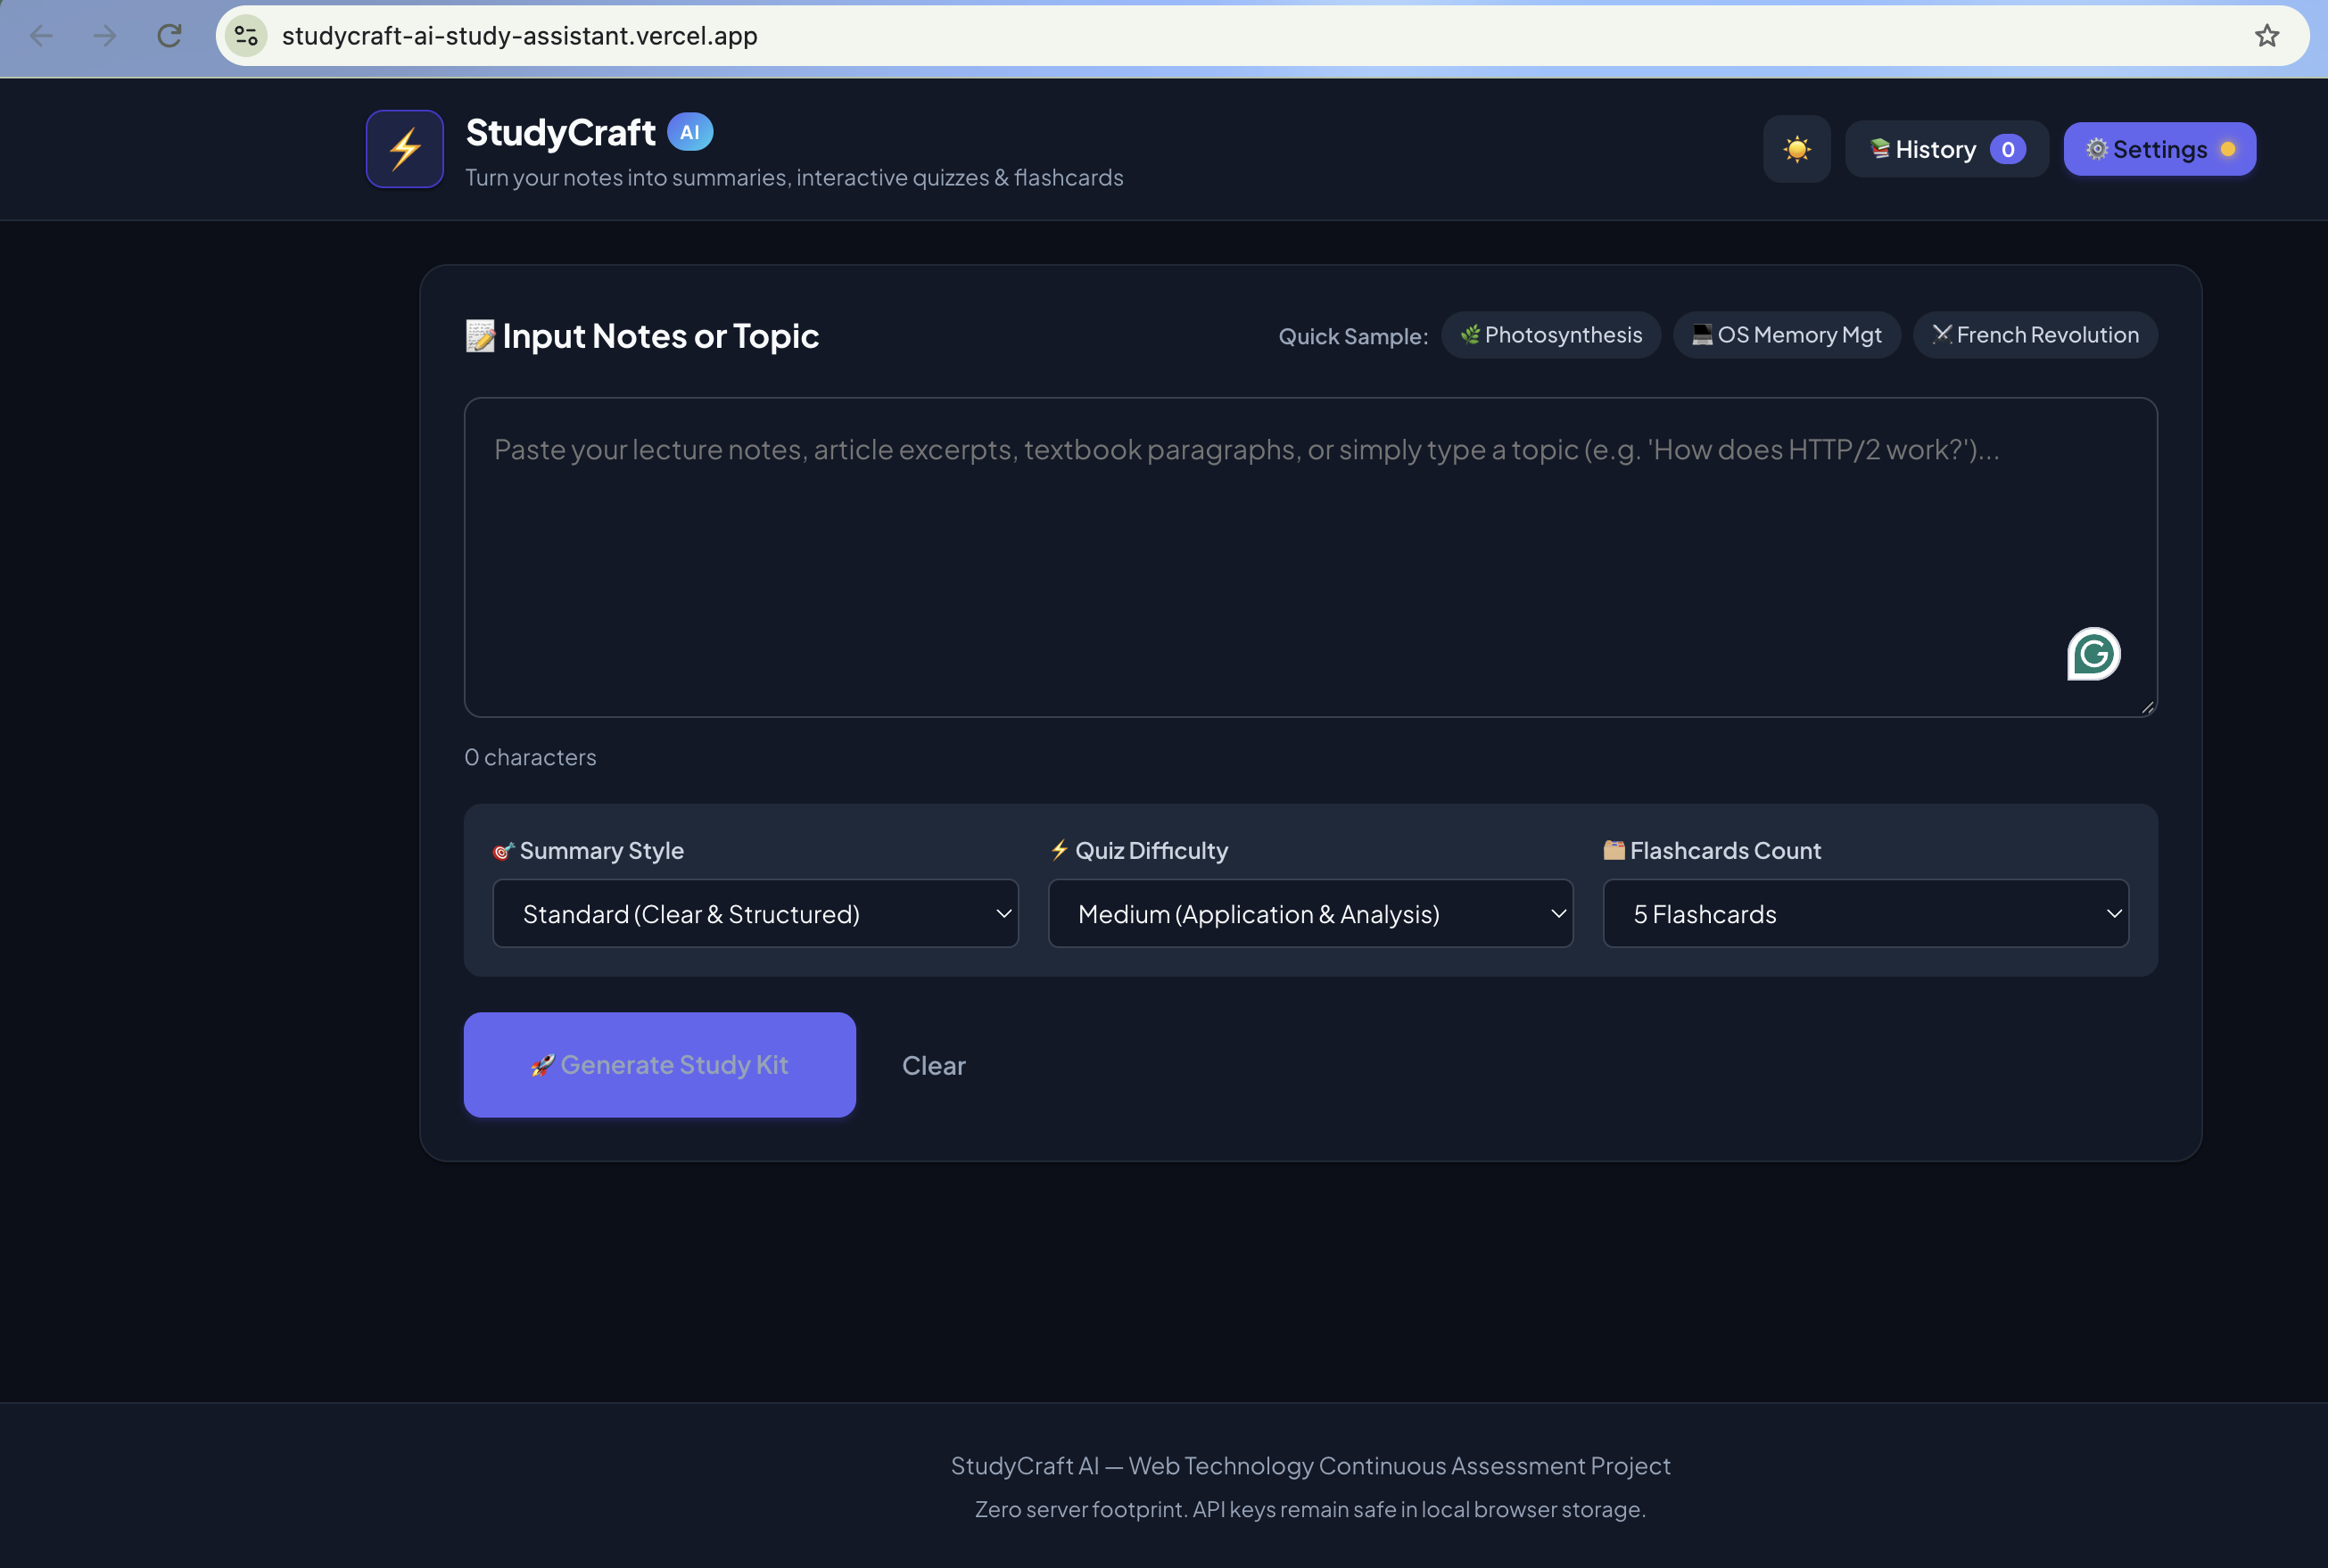 studycraft-ai-study-assistant.vercel.app
StudyCraft AI
Turn your notes into summaries, interactive quizzes & flashcards
History 0
Settings
Input Notes or Topic
Quick Sample: Photosynthesis OS Memory Mgt French Revolution
Paste your lecture notes, article excerpts, textbook paragraphs, or simply type a topic (e.g. 'How does HTTP/2 work?')...
G
0 characters
Summary Style
Quiz Difficulty
Flashcards Count
Standard (Clear & Structured)
Medium (Application & Analysis)
5 Flashcards
Generate Study Kit
Clear
StudyCraft AI — Web Technology Continuous Assessment Project
Zero server footprint. API keys remain safe in local browser storage.